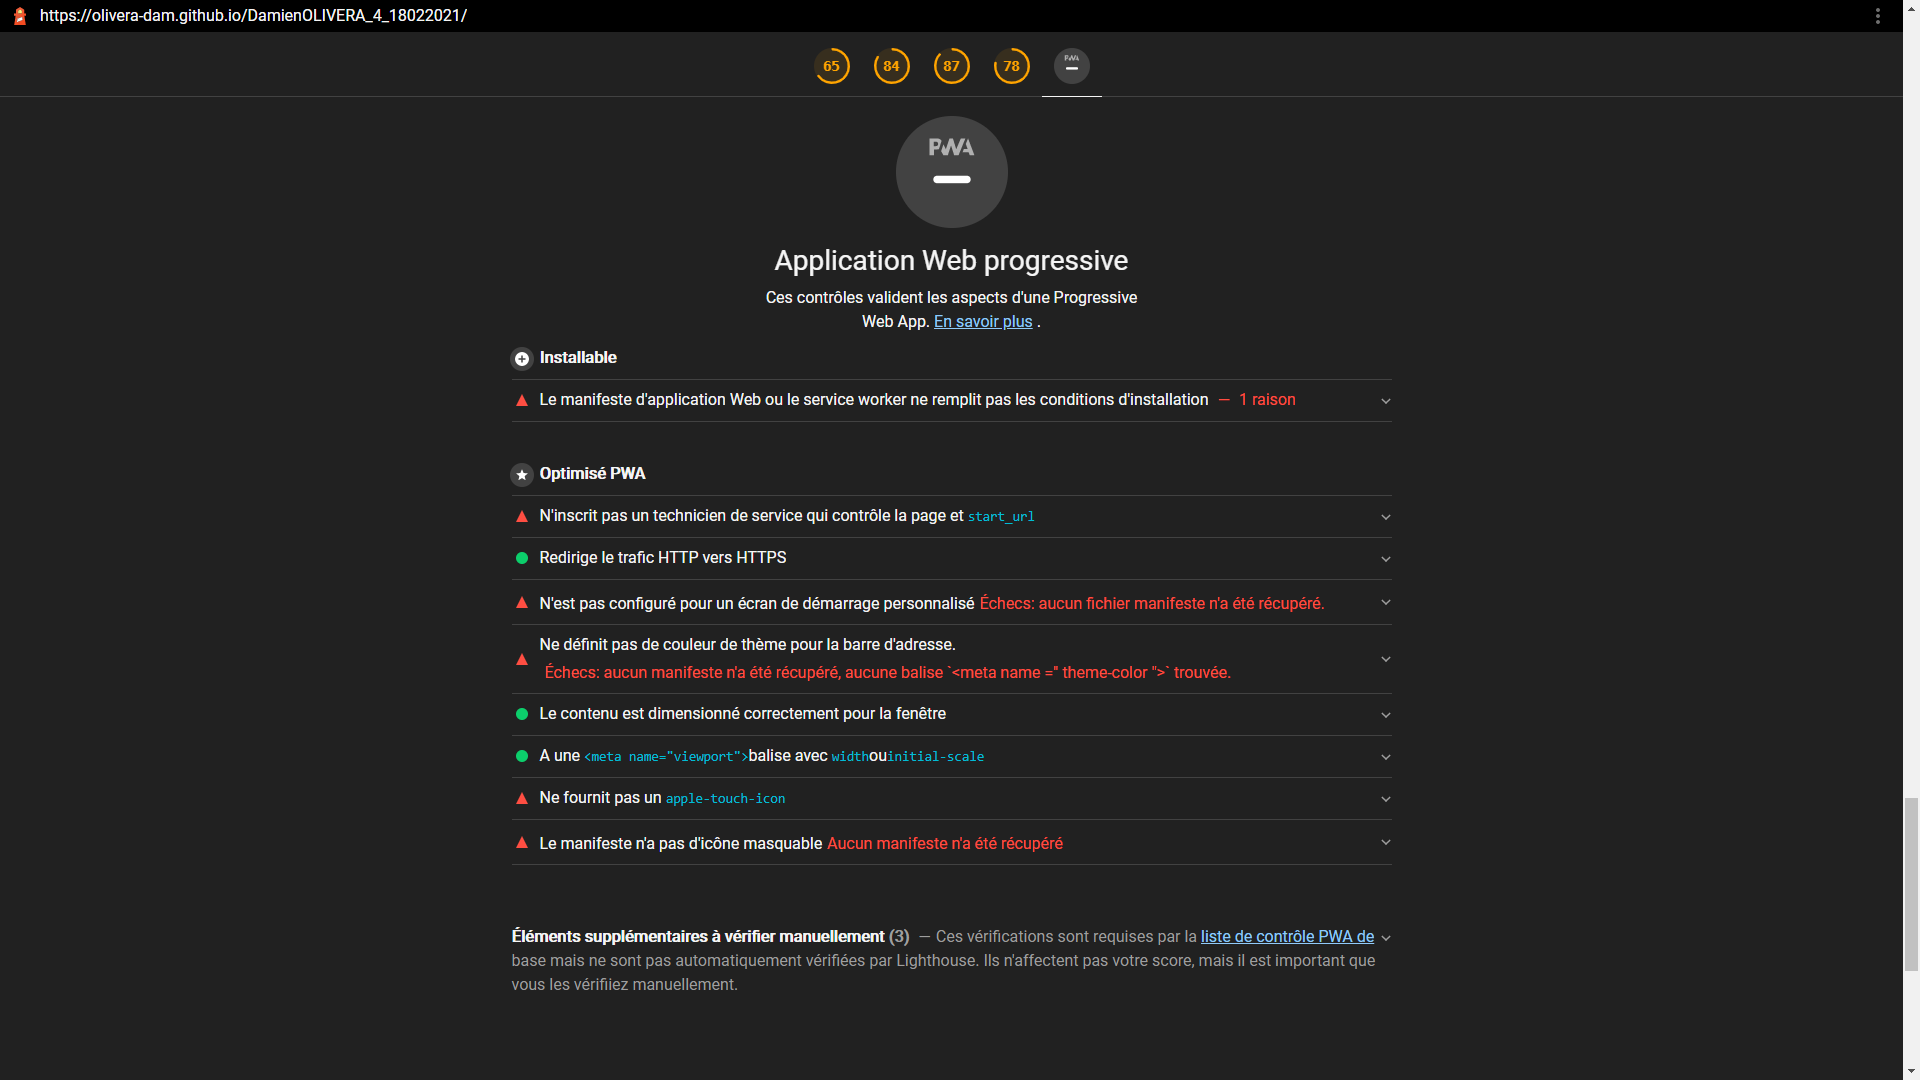 https://olivera-dam.github.io/DamienOLIVERA_4_18022021/
65 84 87 78 PWA
PWA
Application Web progressive
Ces contrôles valident les aspects d'une Progressive
Web App. En savoir plus .
Installable
Le manifeste d'application Web ou le service worker ne remplit pas les conditions d'installation — 1 raison
Optimisé PWA
N'inscrit pas un technicien de service qui contrôle la page et start_url
Redirige le trafic HTTP vers HTTPS
N'est pas configuré pour un écran de démarrage personnalisé Échecs: aucun fichier manifeste n'a été récupéré.
Ne définit pas de couleur de thème pour la barre d'adresse.
Échecs: aucun manifeste n'a été récupéré, aucune balise `<meta name =" theme-color ">` trouvée.
Le contenu est dimensionné correctement pour la fenêtre
A une <meta name="viewport">balise avec widthouinitial-scale
Ne fournit pas un apple-touch-icon
Le manifeste n'a pas d'icône masquable Aucun manifeste n'a été récupéré
Éléments supplémentaires à vérifier manuellement (3) — Ces vérifications sont requises par la liste de contrôle PWA de
base mais ne sont pas automatiquement vérifiées par Lighthouse. Ils n'affectent pas votre score, mais il est important que
vous les vérifiiez manuellement.